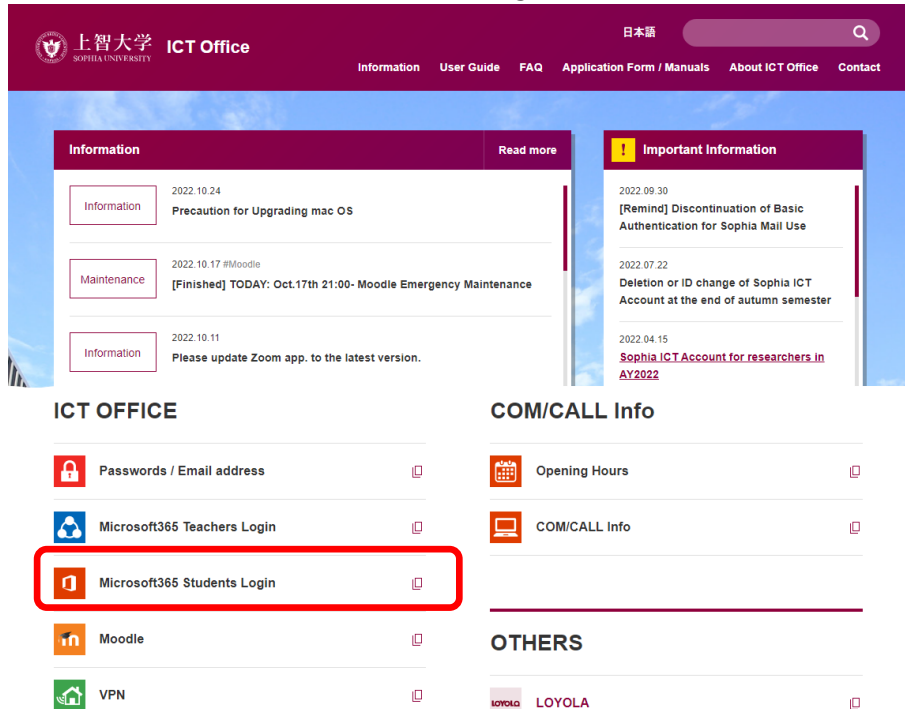 上智大学
SOPHIA UNIVERSITY
ICT Office
日本語
Information User Guide FAQ Application Form / Manuals About ICT Office Contact
Information Read more
Information
2022.10.24
Precaution for Upgrading mac OS
Maintenance
2022.10.17 #Moodle
[Finished] TODAY: Oct.17th 21:00- Moodle Emergency Maintenance
Information
2022.10.11
Please update Zoom app. to the latest version.
! Important Information
2022.09.30
[Remind] Discontinuation of Basic
Authentication for Sophia Mail Use
2022.07.22
Deletion or ID change of Sophia ICT
Account at the end of autumn semester
2022.04.15
Sophia ICT Account for researchers in
AY2022
ICT OFFICE
Passwords / Email address
Microsoft365 Teachers Login
Microsoft365 Students Login
Moodle
VPN
COM/CALL Info
Opening Hours
COM/CALL Info
OTHERS
LOYOLA LOYOLA